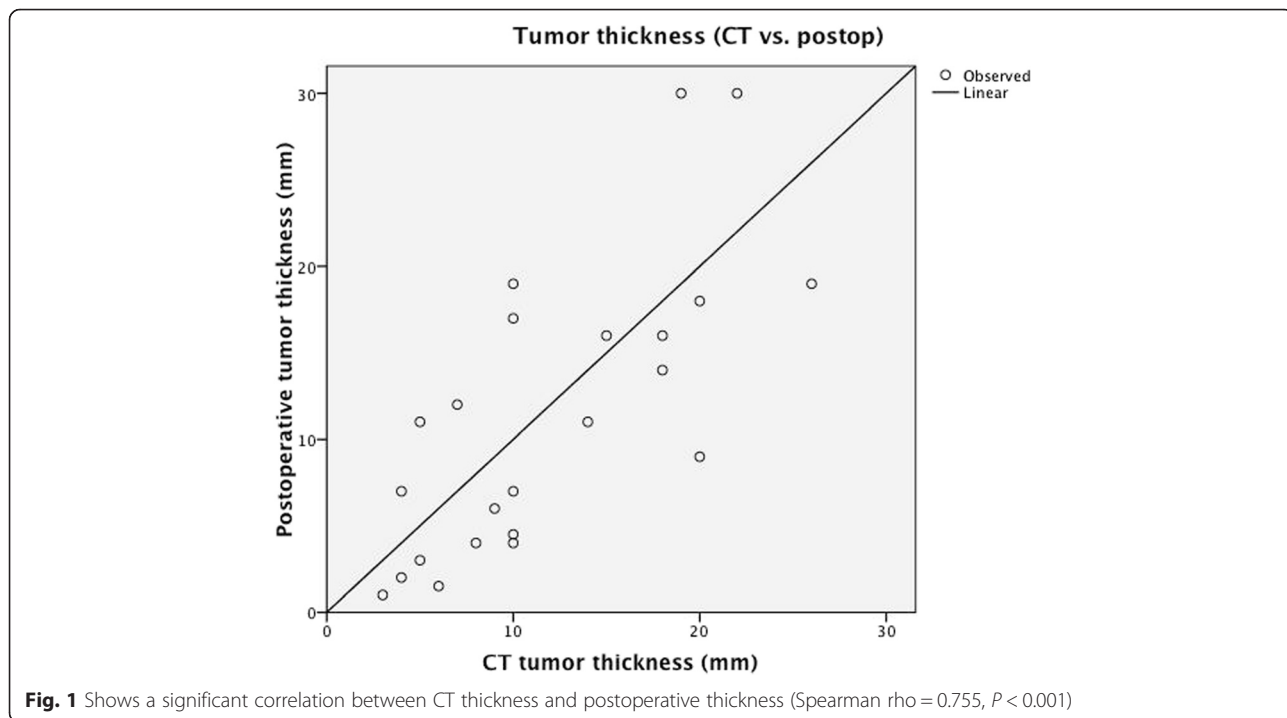 Tumor thickness (CT vs. postop)
Observed
Linear
Postoperative tumor thickness (mm)
30
20
10
0
0 10 20 30
CT tumor thickness (mm)
Fig. 1 Shows a significant correlation between CT thickness and postoperative thickness (Spearman rho = 0.755, P < 0.001)